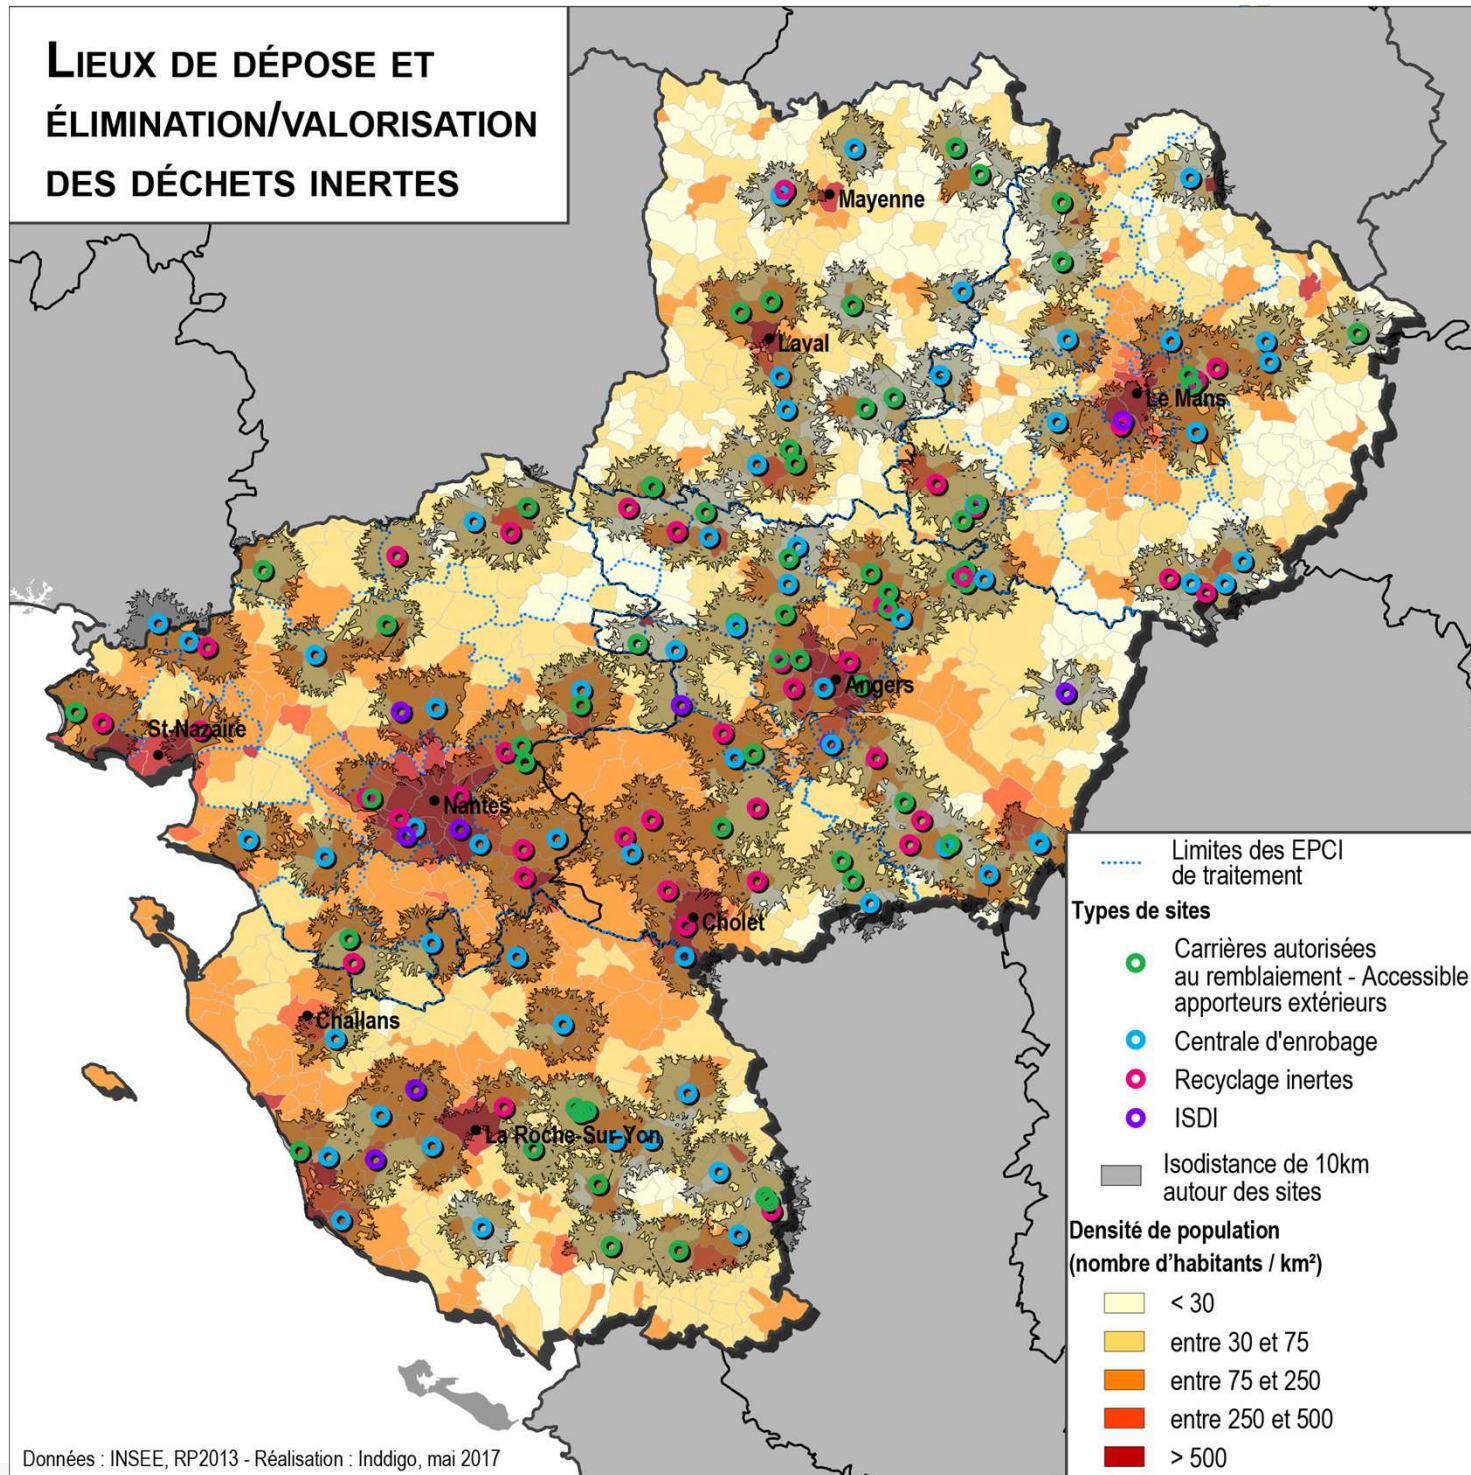 LIEUX DE DÉPOSE ET
ÉLIMINATION/VALORISATION
DES DÉCHETS INERTES
Mayenne
Laval
Le Mans
Angers
St-Nazaire
Nantes
Cholet
Challans
La Roche-Sur-Yon
Limites des EPCI
de traitement
Types de sites
Carrières autorisées
au remblaiement - Accessible
apporteurs extérieurs
Centrale d'enrobage
Recyclage inertes
ISDI
Isodistance de 10km
autour des sites
Densité de population
(nombre d'habitants / km²)
< 30
entre 30 et 75
entre 75 et 250
entre 250 et 500
> 500
Données : INSEE, RP2013 - Réalisation : Inddigo, mai 2017